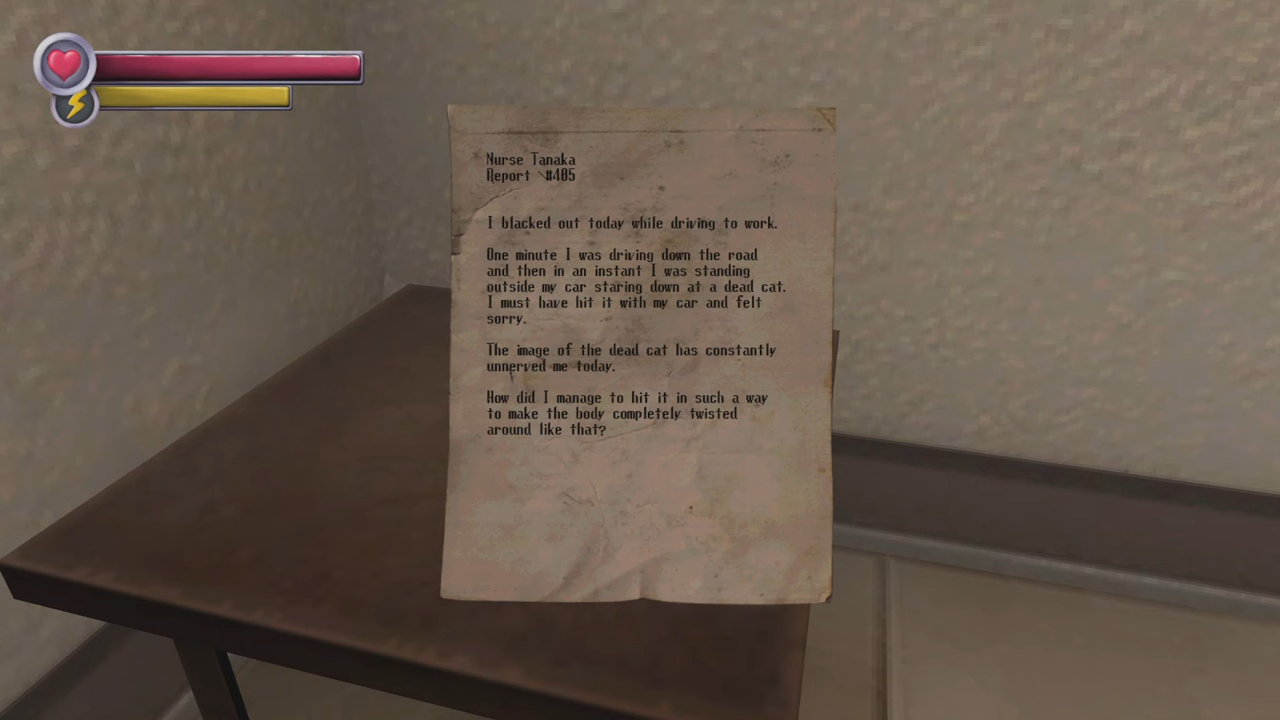 Nurse Tanaka
Report #405
I blacked out today while driving to work.
One minute I was driving down the road
and then in an instant I was standing
outside my car staring down at a dead cat.
I must have hit it with my car and felt
sorry.
The image of the dead cat has constantly
unnerved me today.
How did I manage to hit it in such a way
to make the body completely twisted
around like that?